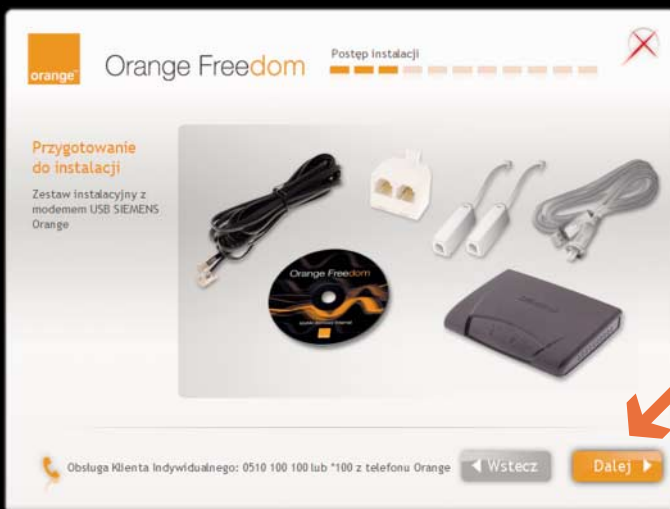 orange™
Orange Freedom
Postęp instalacji
Przygotowanie
do instalacji
Zestaw instalacyjny z
modemem USB SIEMENS
Orange
Orange Freedom
Obsługa Klienta Indywidualnego: 0510 100 100 lub *100 z telefonu Orange
Wstecz
Dalej